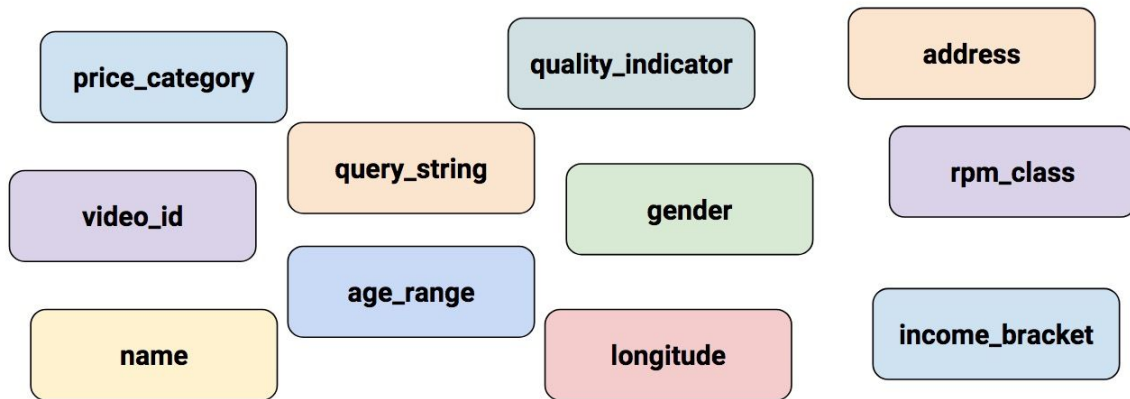 price_category
quality_indicator
address
query_string
rpm_class
video_id
gender
age_range
name
longitude
income_bracket